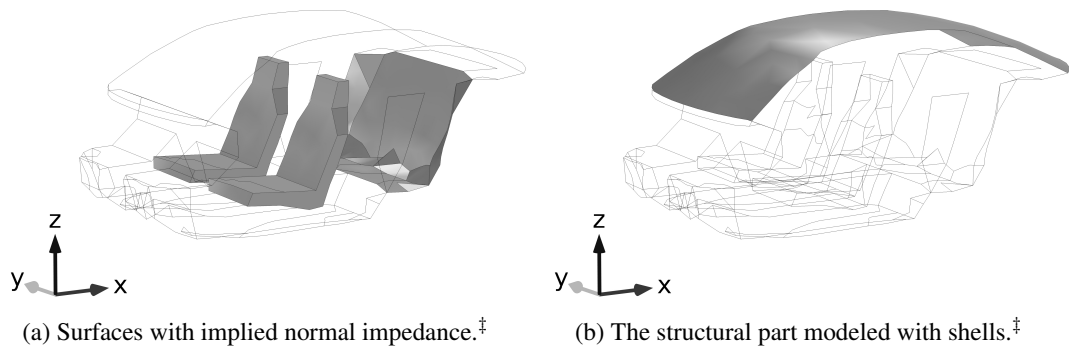 z
y
x
z
y
x
(a) Surfaces with implied normal impedance.‡
(b) The structural part modeled with shells.‡